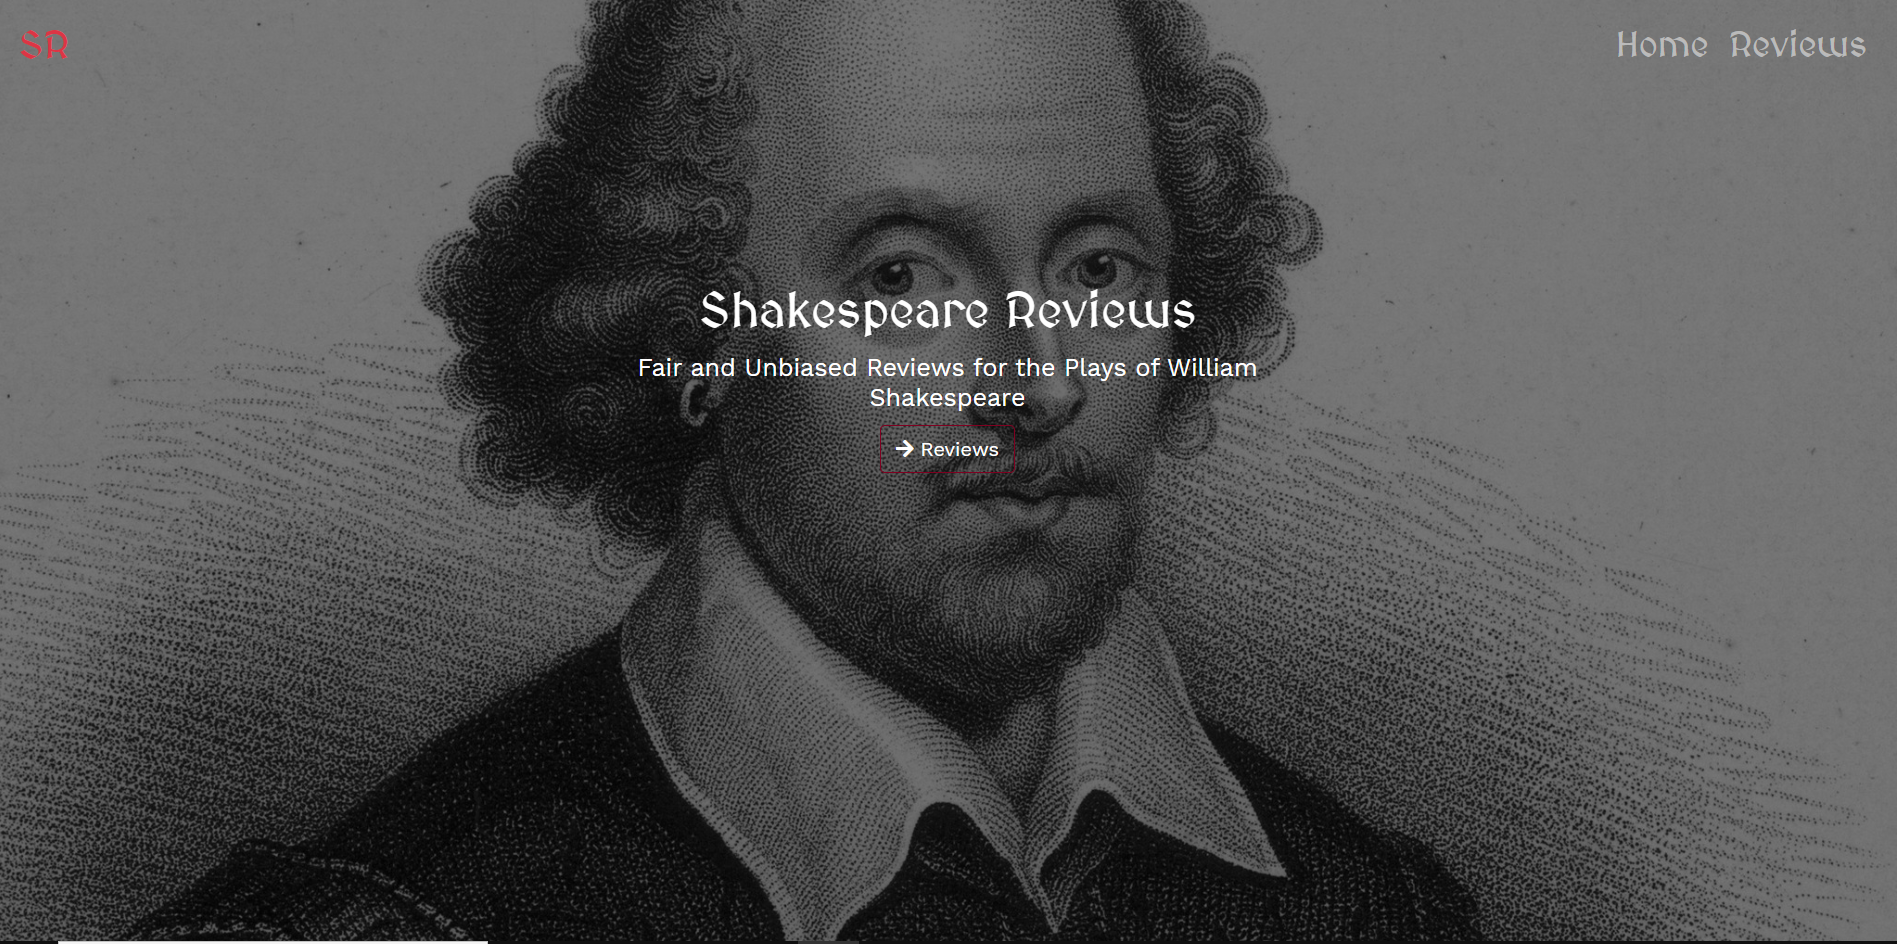 SR
Home Reviews
Shakespeare Reviews
Fair and Unbiased Reviews for the Plays of William
Shakespeare
Reviews